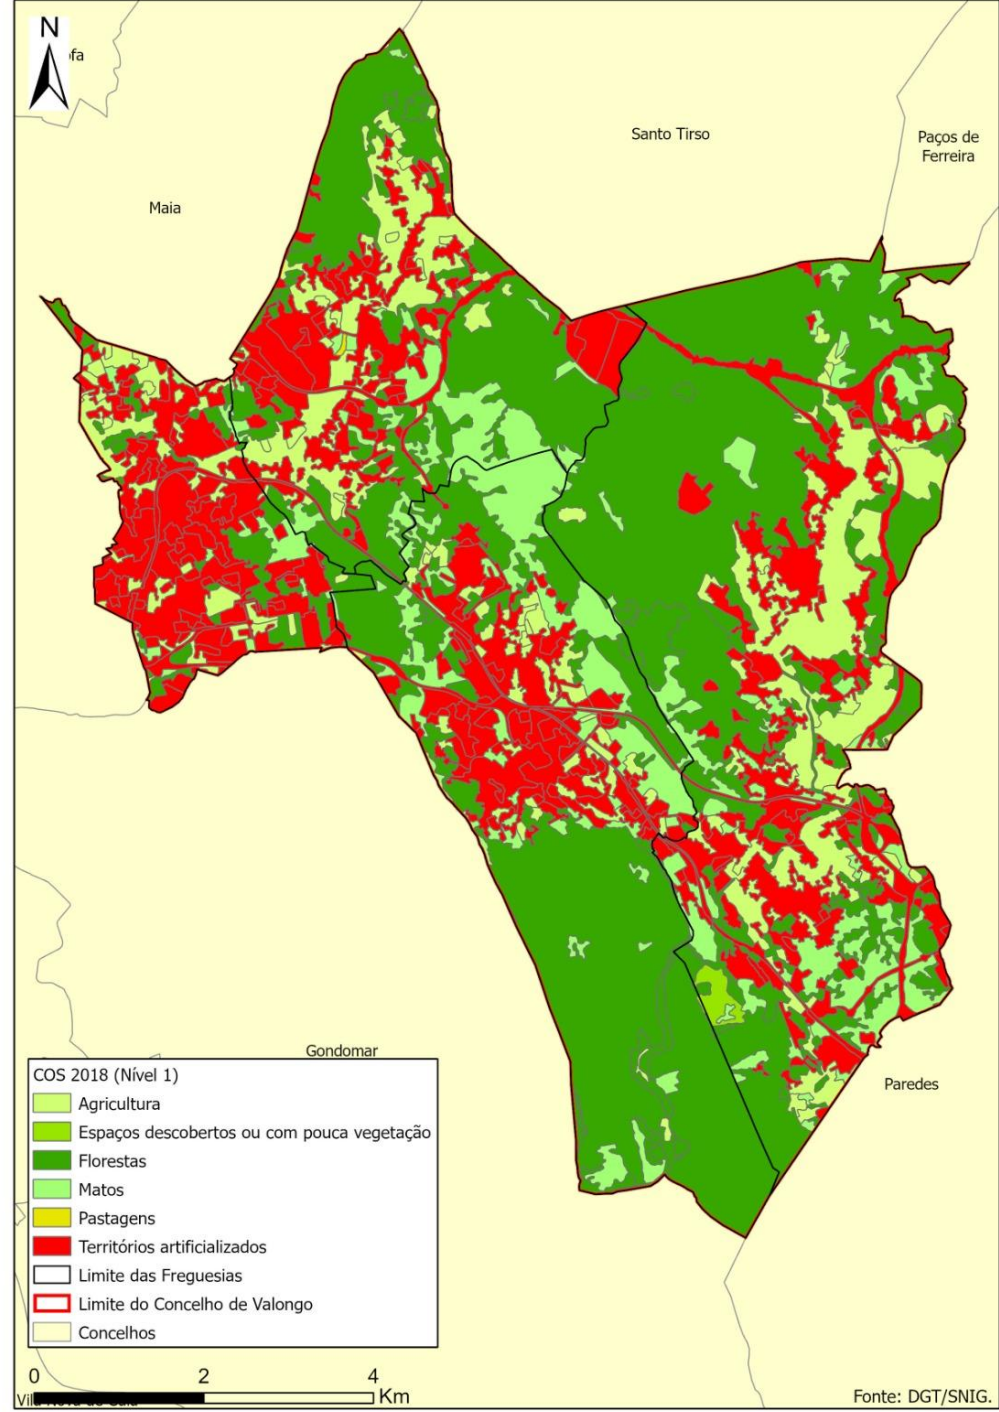 N
ofa
Santo Tirso
Paços de
Ferreira
Maia
Gondomar
Paredes
COS 2018 (Nível 1)
Agricultura
Espaços descobertos ou com pouca vegetação
Florestas
Matos
Pastagens
Territórios artificializados
Limite das Freguesias
Limite do Concelho de Valongo
Concelhos
0 2 4
Km
Fonte: DGT/SNIG.